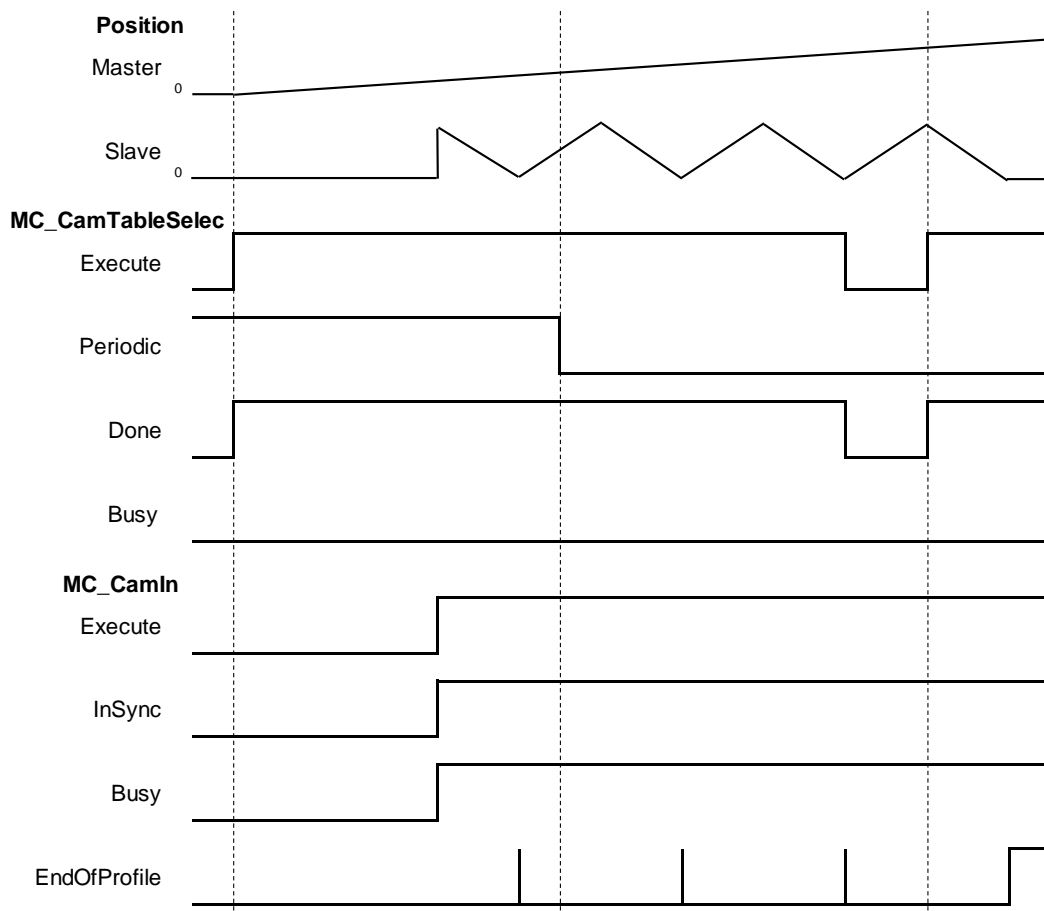 Position
Master
0
Slave
0
MC_CamTableSelec
Execute
Periodic
Done
Busy
MC_CamIn
Execute
InSync
Busy
EndOfProfile